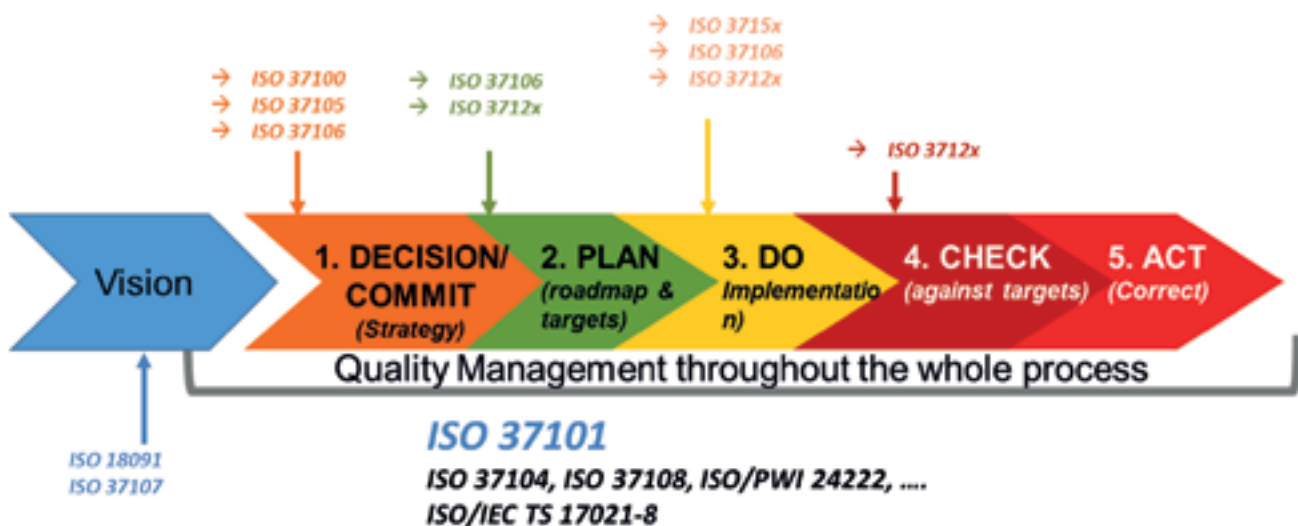 → ISO 3715x
→ ISO 37106
→ ISO 3712x
→ ISO 37100
→ ISO 37105
→ ISO 37106
→ ISO 37106
→ ISO 3712x
→ ISO 3712x
Vision
1. DECISION/
COMMIT
(Strategy)
2. PLAN
(roadmap &
targets)
3. DO
(Implementatio
n)
4. CHECK
(against targets)
5. ACT
(Correct)
Quality Management throughout the whole process
ISO 18091
ISO 37107
ISO 37101
ISO 37104, ISO 37108, ISO/PWI 24222, ....
ISO/IEC TS 17021-8